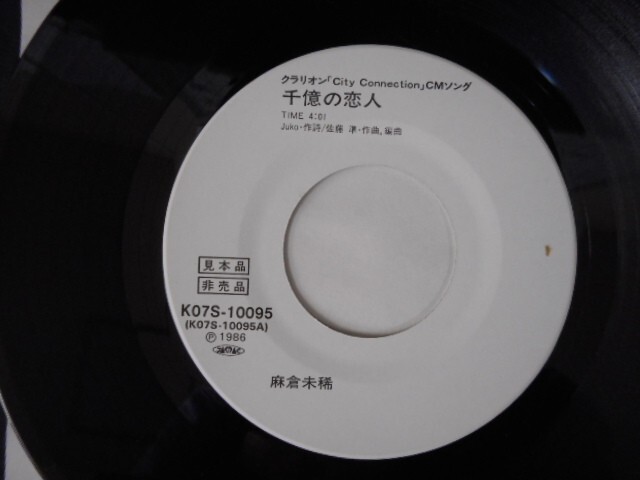 クラリオン「City Connection」CMソング
千億の恋人
TIME 4:01
Juko・作詩/佐藤 準・作曲,編曲
見本品
非売品
K07S-10095
(K07S-10095A)
Ⓟ 1986
麻倉未稀